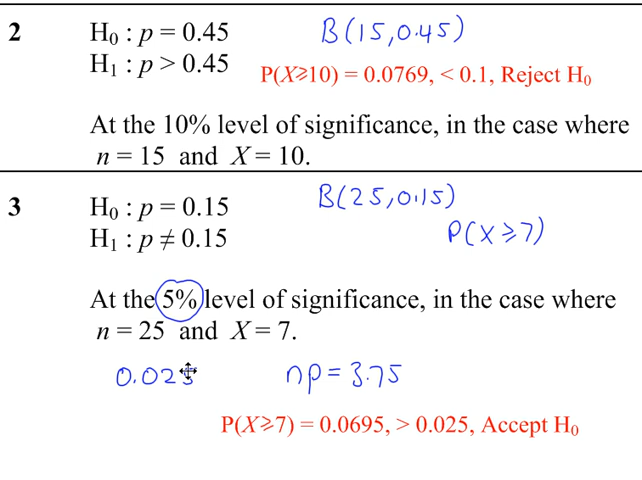 2 H₀ : p = 0.45 B(15,0.45)
H₁ : p > 0.45 P(X⩾10) = 0.0769, < 0.1, Reject H₀
At the 10% level of significance, in the case where
n = 15 and X = 10.
3 H₀ : p = 0.15 B(25,0.15)
H₁ : p ≠ 0.15 P(X⩾7)
At the 5% level of significance, in the case where
n = 25 and X = 7.
0.025 np = 3.75
P(X⩾7) = 0.0695, > 0.025, Accept H₀